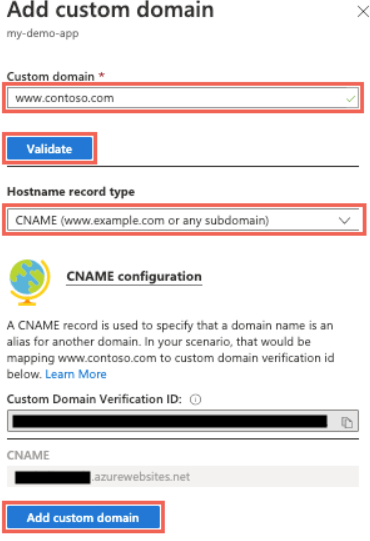 Add custom domain
my-demo-app
Custom domain *
www.contoso.com
Validate
Hostname record type
CNAME (www.example.com or any subdomain)
CNAME configuration
A CNAME record is used to specify that a domain name is an
alias for another domain. In your scenario, that would be
mapping www.contoso.com to custom domain verification id
below. Learn More
Custom Domain Verification ID:
CNAME
.azurewebsites.net
Add custom domain